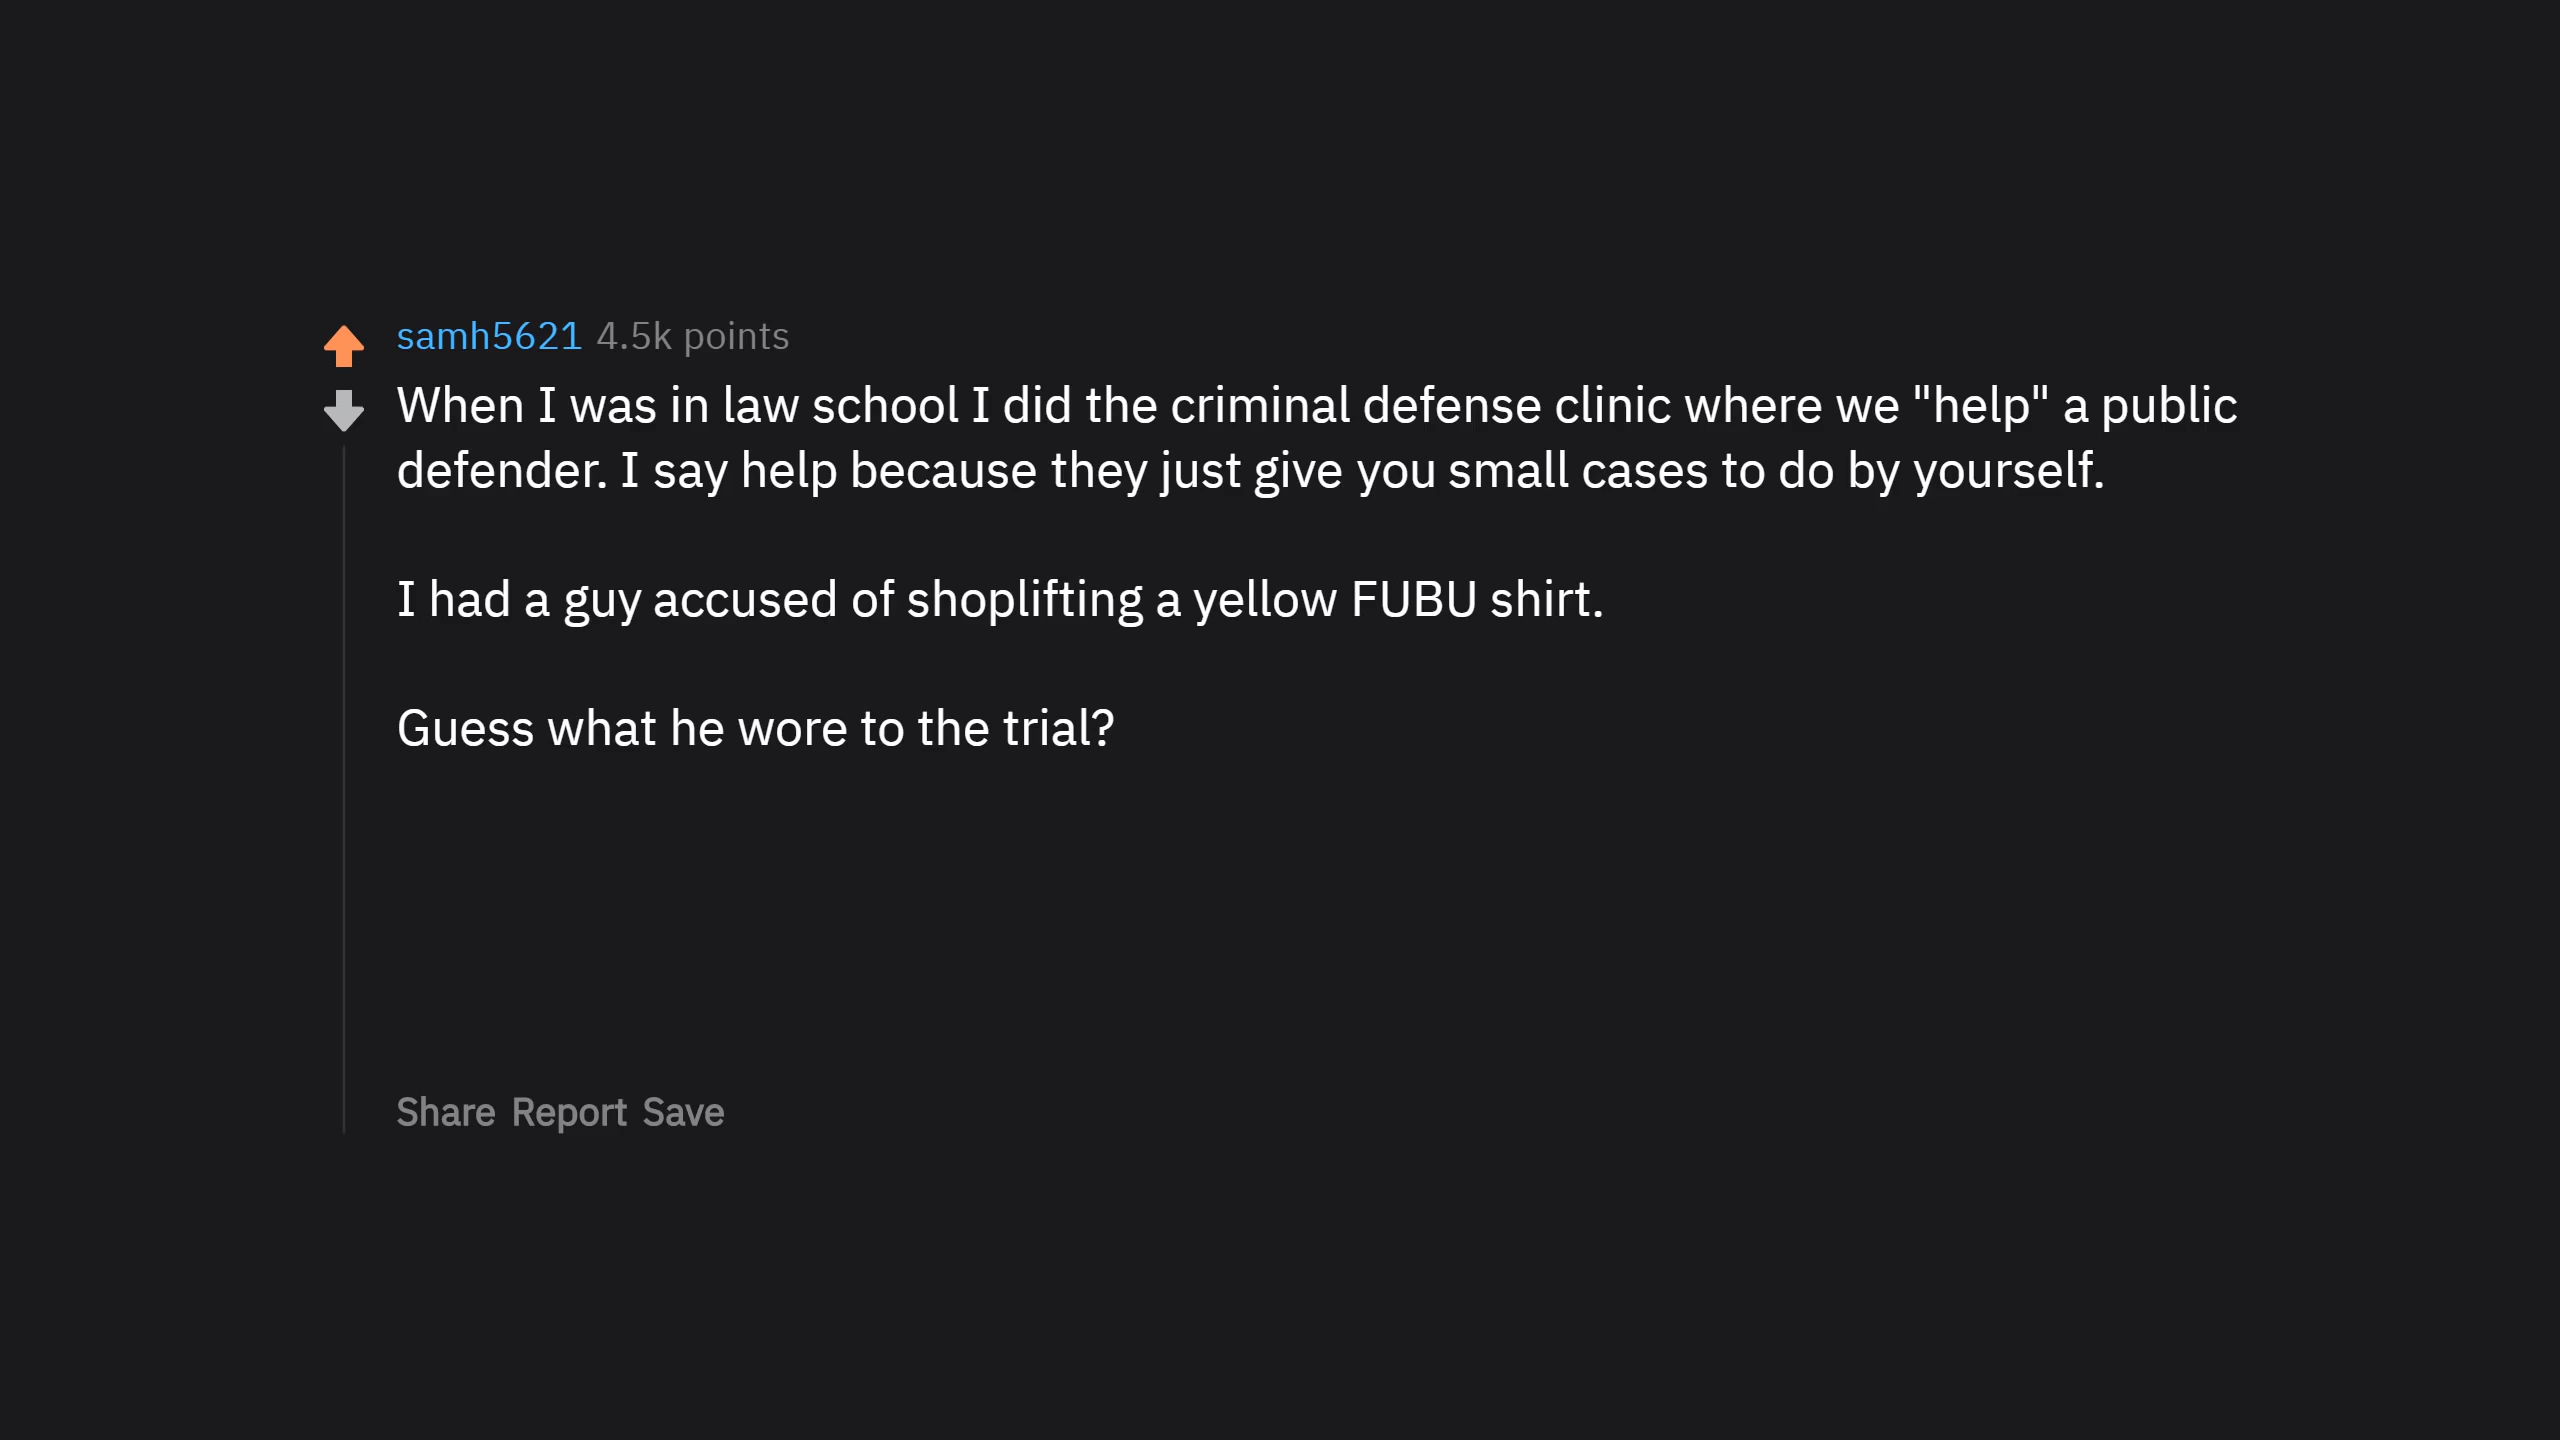 samh5621 4.5k points
When I was in law school I did the criminal defense clinic where we "help" a public
defender. I say help because they just give you small cases to do by yourself.
I had a guy accused of shoplifting a yellow FUBU shirt.
Guess what he wore to the trial?
Share Report Save